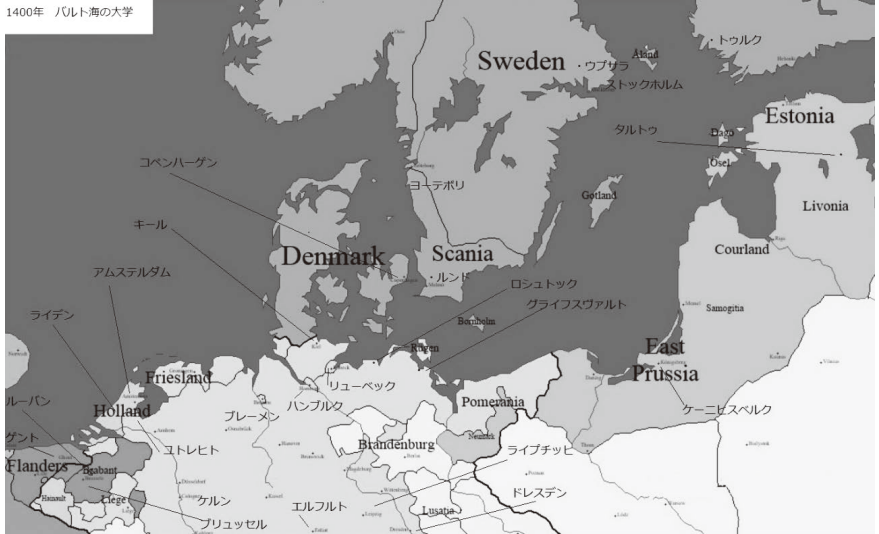 1400年　バルト海の大学
Oslo
Sweden
・ウプサラ
Åland
・トゥルク
Helsinki
ストックホルム
Estonia
タルトゥ
Dago
Ösel
コペンハーゲン
ヨーテボリ
Gotland
Livonia
キール
Denmark
Scania
・ルンド
Courland
Riga
アムステルダム
ロシュトック
Samogitia
Memel
ライデン
グライフスヴァルト
Bornholm
Rügen
East
Prussia
Friesland
リューベック
ルーバン
Holland
ブレーメン
ハンブルク
Pomerania
ケーニヒスベルク
ゲント
ユトレヒト
Brandenburg
Neumark
Flanders
Brabant
ライプチッヒ
Hainault
Liege
ケルン
ドレスデン
ブリュッセル
エルフルト
Lusatia